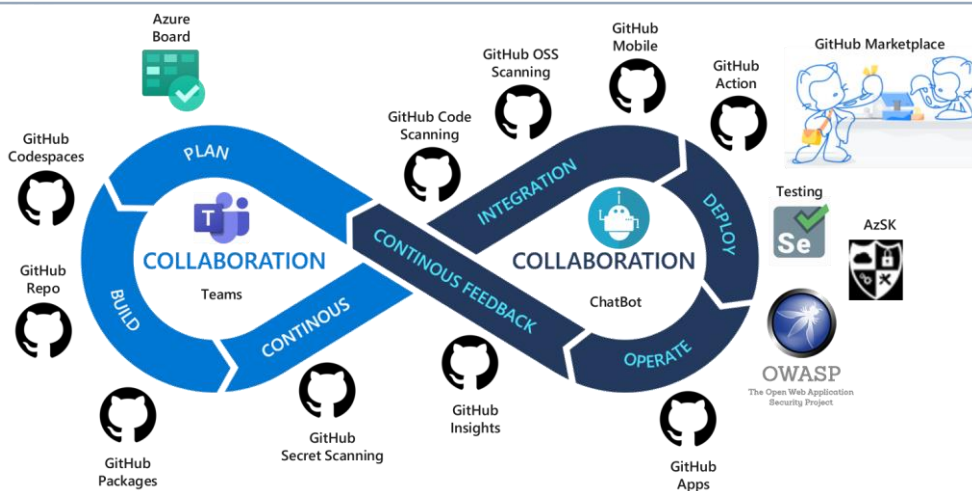 Azure
Board
GitHub OSS
Scanning
GitHub
Mobile
GitHub
Action
GitHub Marketplace
GitHub Code
Scanning
GitHub
Codespaces
PLAN
INTEGRATION
DEPLOY
Testing
Se
AzSK
T
COLLABORATION
Teams
CONTINOUS FEEDBACK
COLLABORATION
ChatBot
GitHub
Repo
BUILD
CONTINOUS
OPERATE
OWASP
The Open Web Application
Security Project
GitHub
Packages
GitHub
Secret Scanning
GitHub
Insights
GitHub
Apps